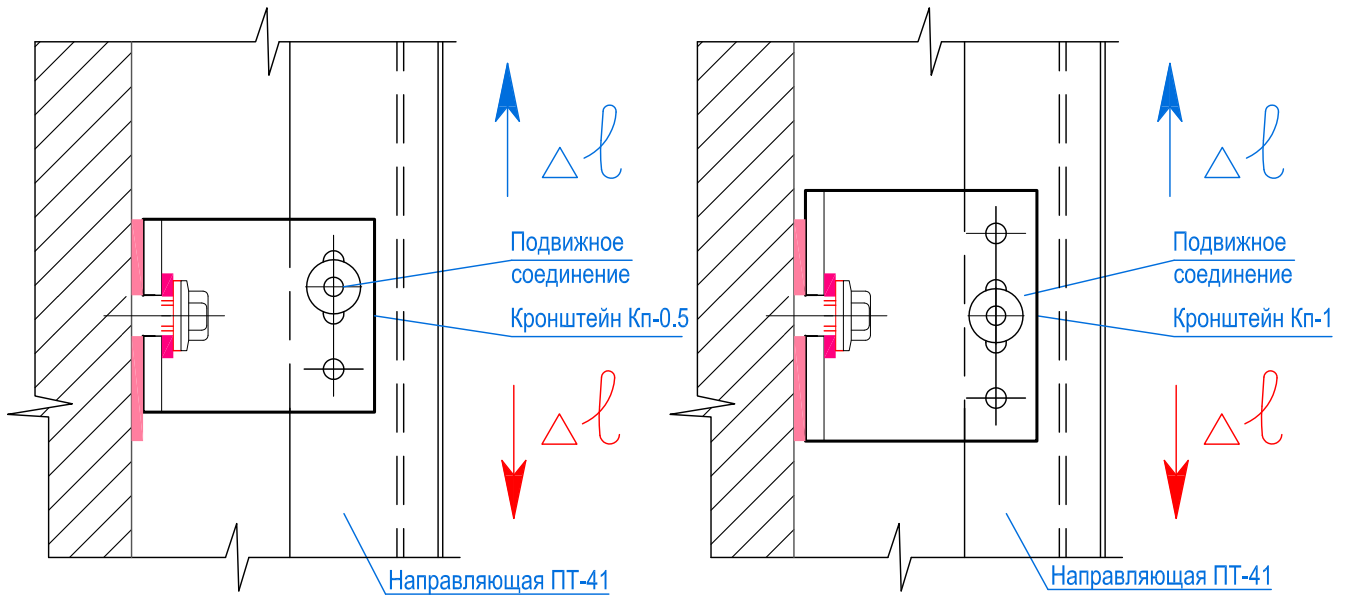 △ℓ
Подвижное
соединение
Кронштейн Кп-0.5
△ℓ
Направляющая ПТ-41
△ℓ
Подвижное
соединение
Кронштейн Кп-1
△ℓ
Направляющая ПТ-41